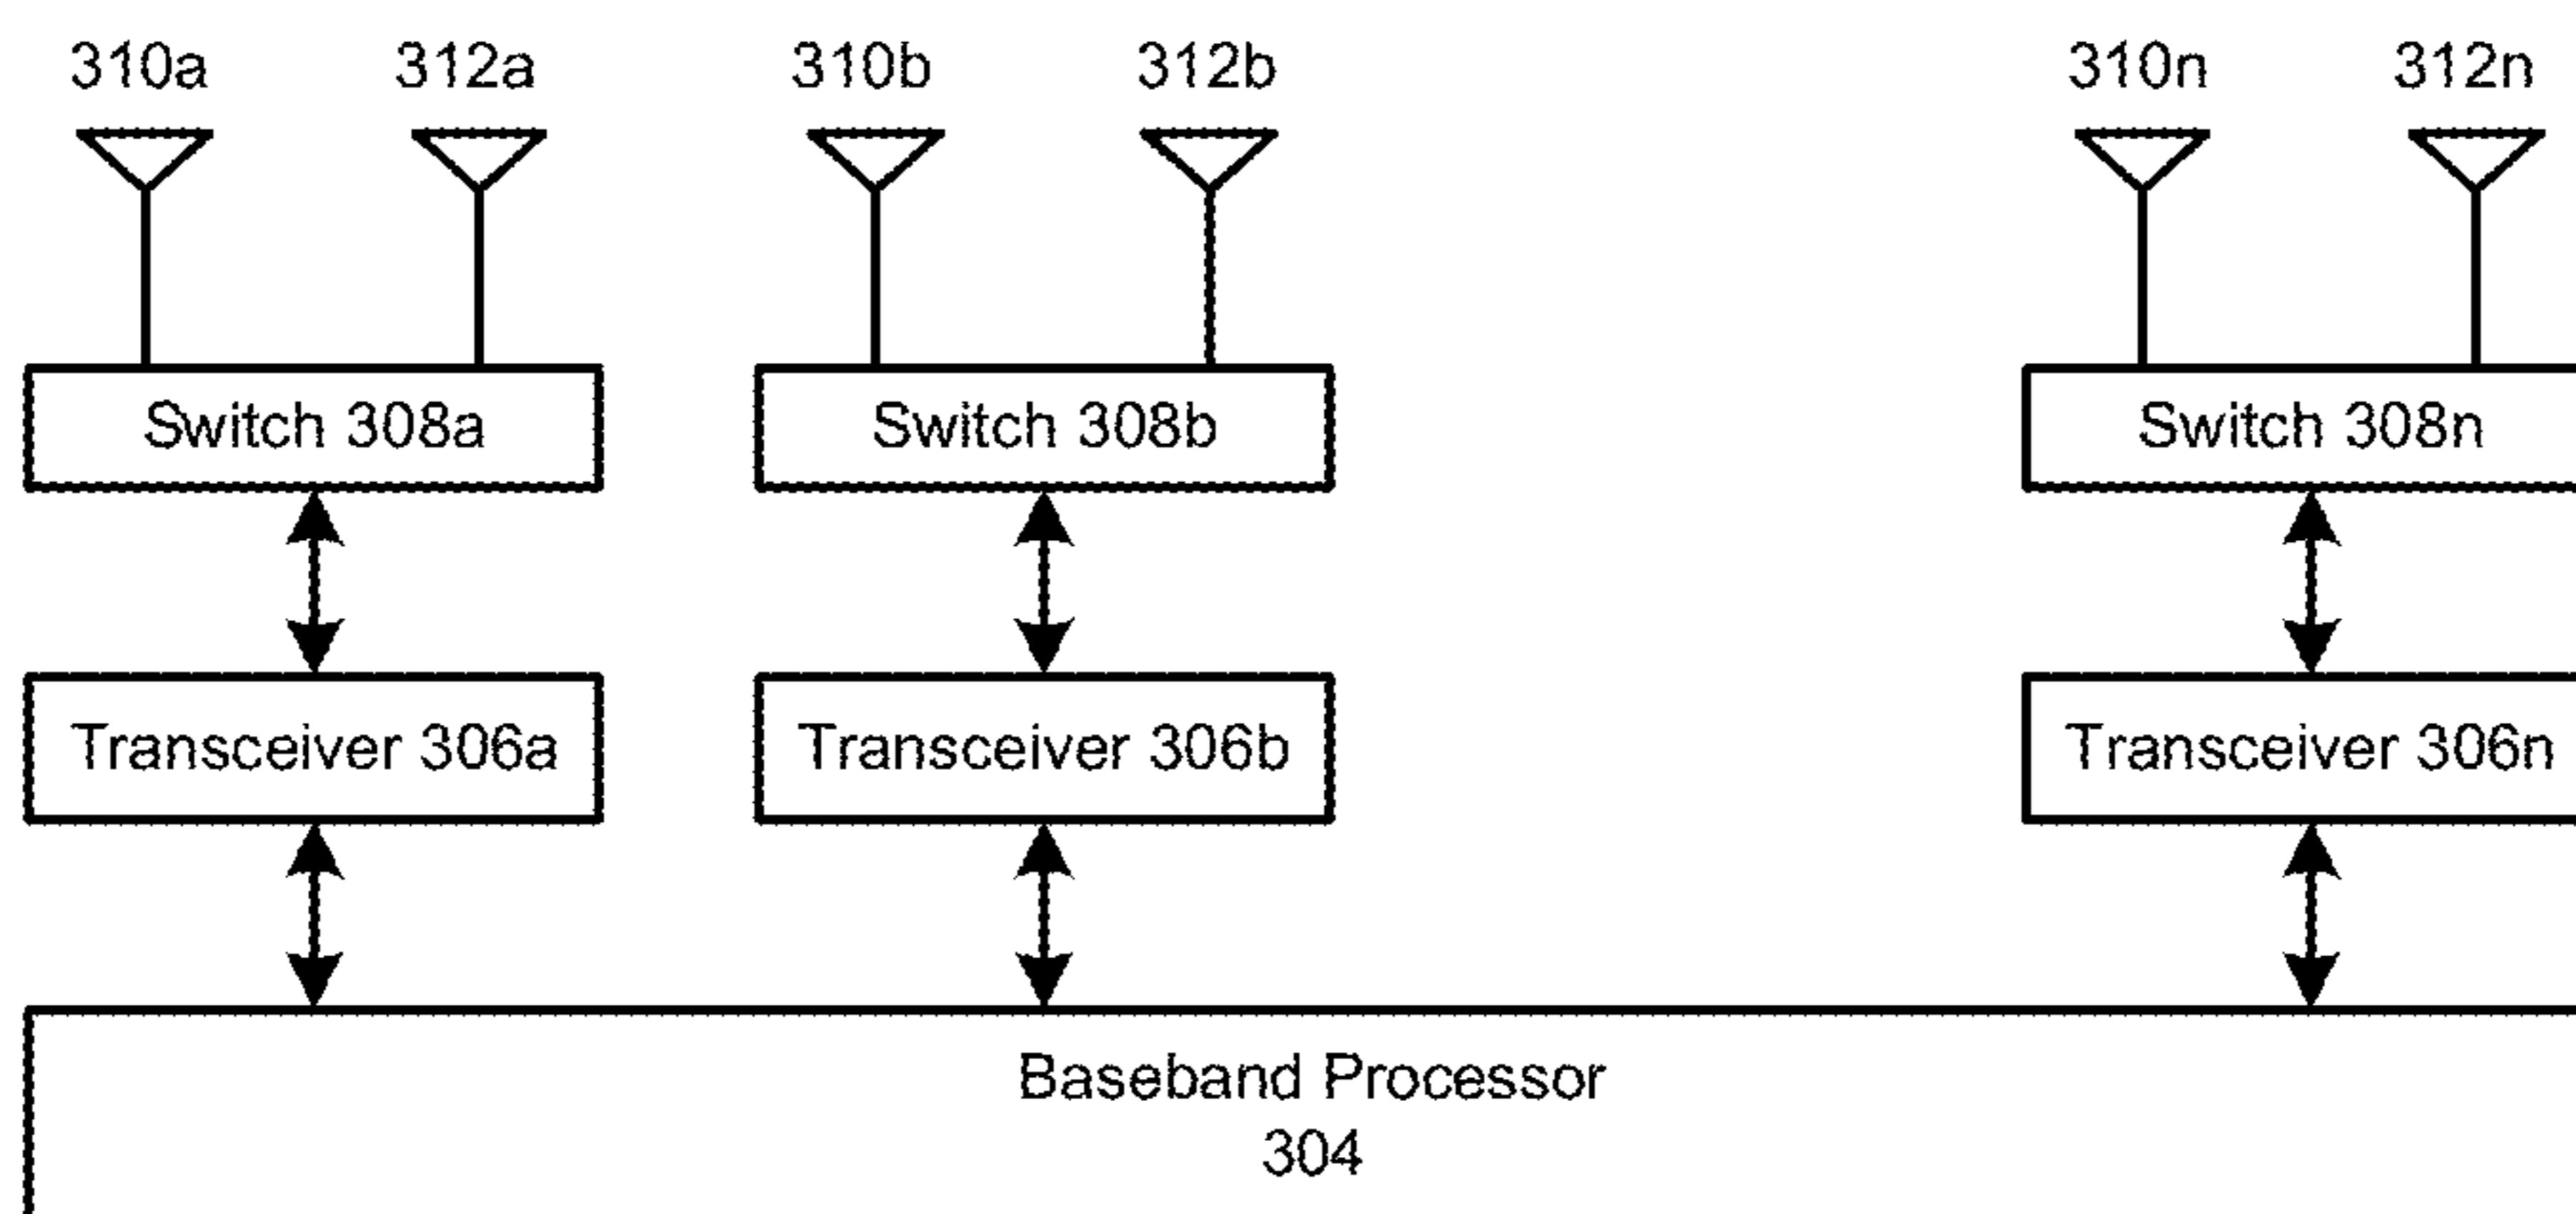 310a 312a 310b 312b 310n 312n
Switch 308a Switch 308b Switch 308n
Transceiver 306a Transceiver 306b Transceiver 306n
Baseband Processor
304